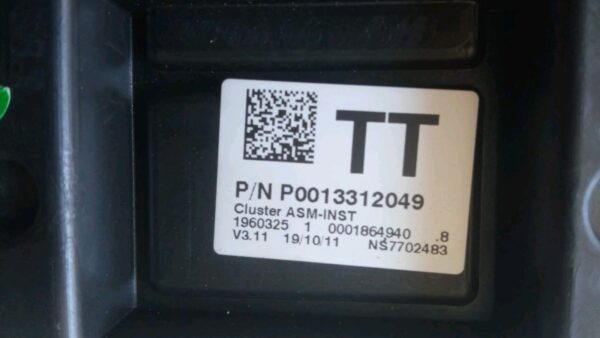 TT
P/N P0013312049
Cluster ASM-INST
1960325 1 0001864940 .8
V3.11 19/10/11 NS7702483